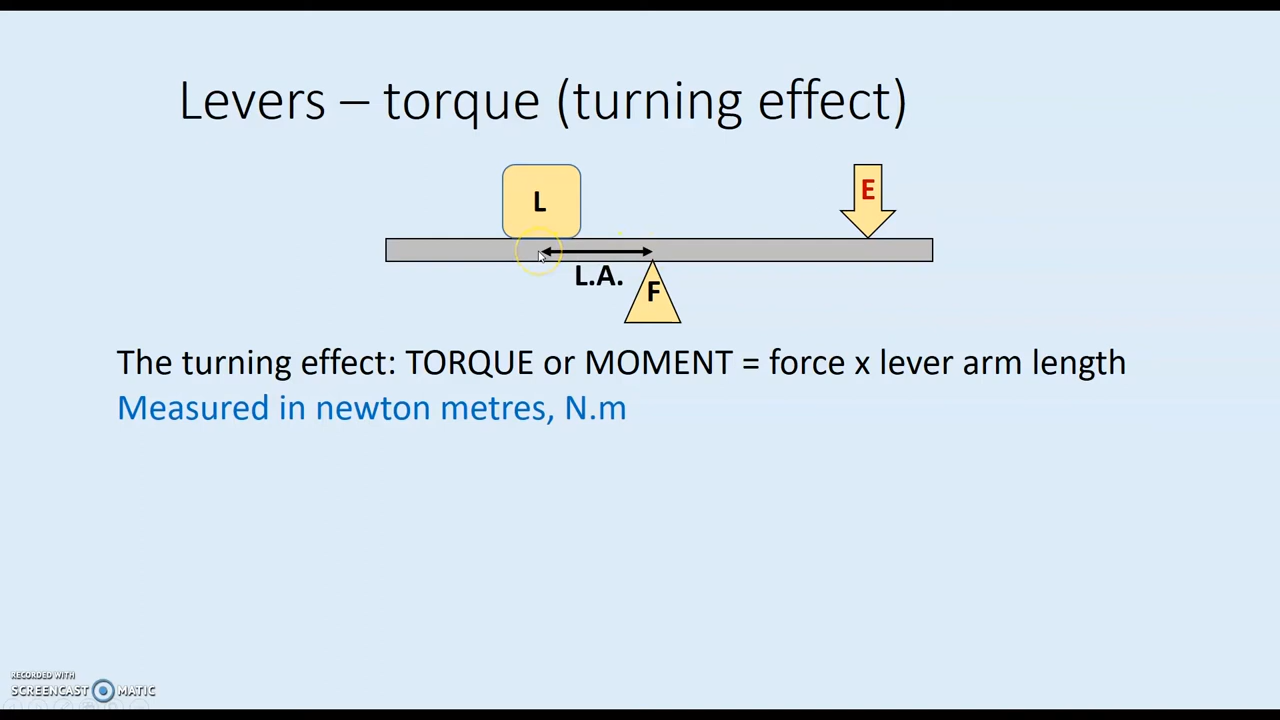 Levers – torque (turning effect)
L
E
L.A.
F
The turning effect: TORQUE or MOMENT = force x lever arm length
Measured in newton metres, N.m
RECORDED WITH
SCREENCAST MATIC